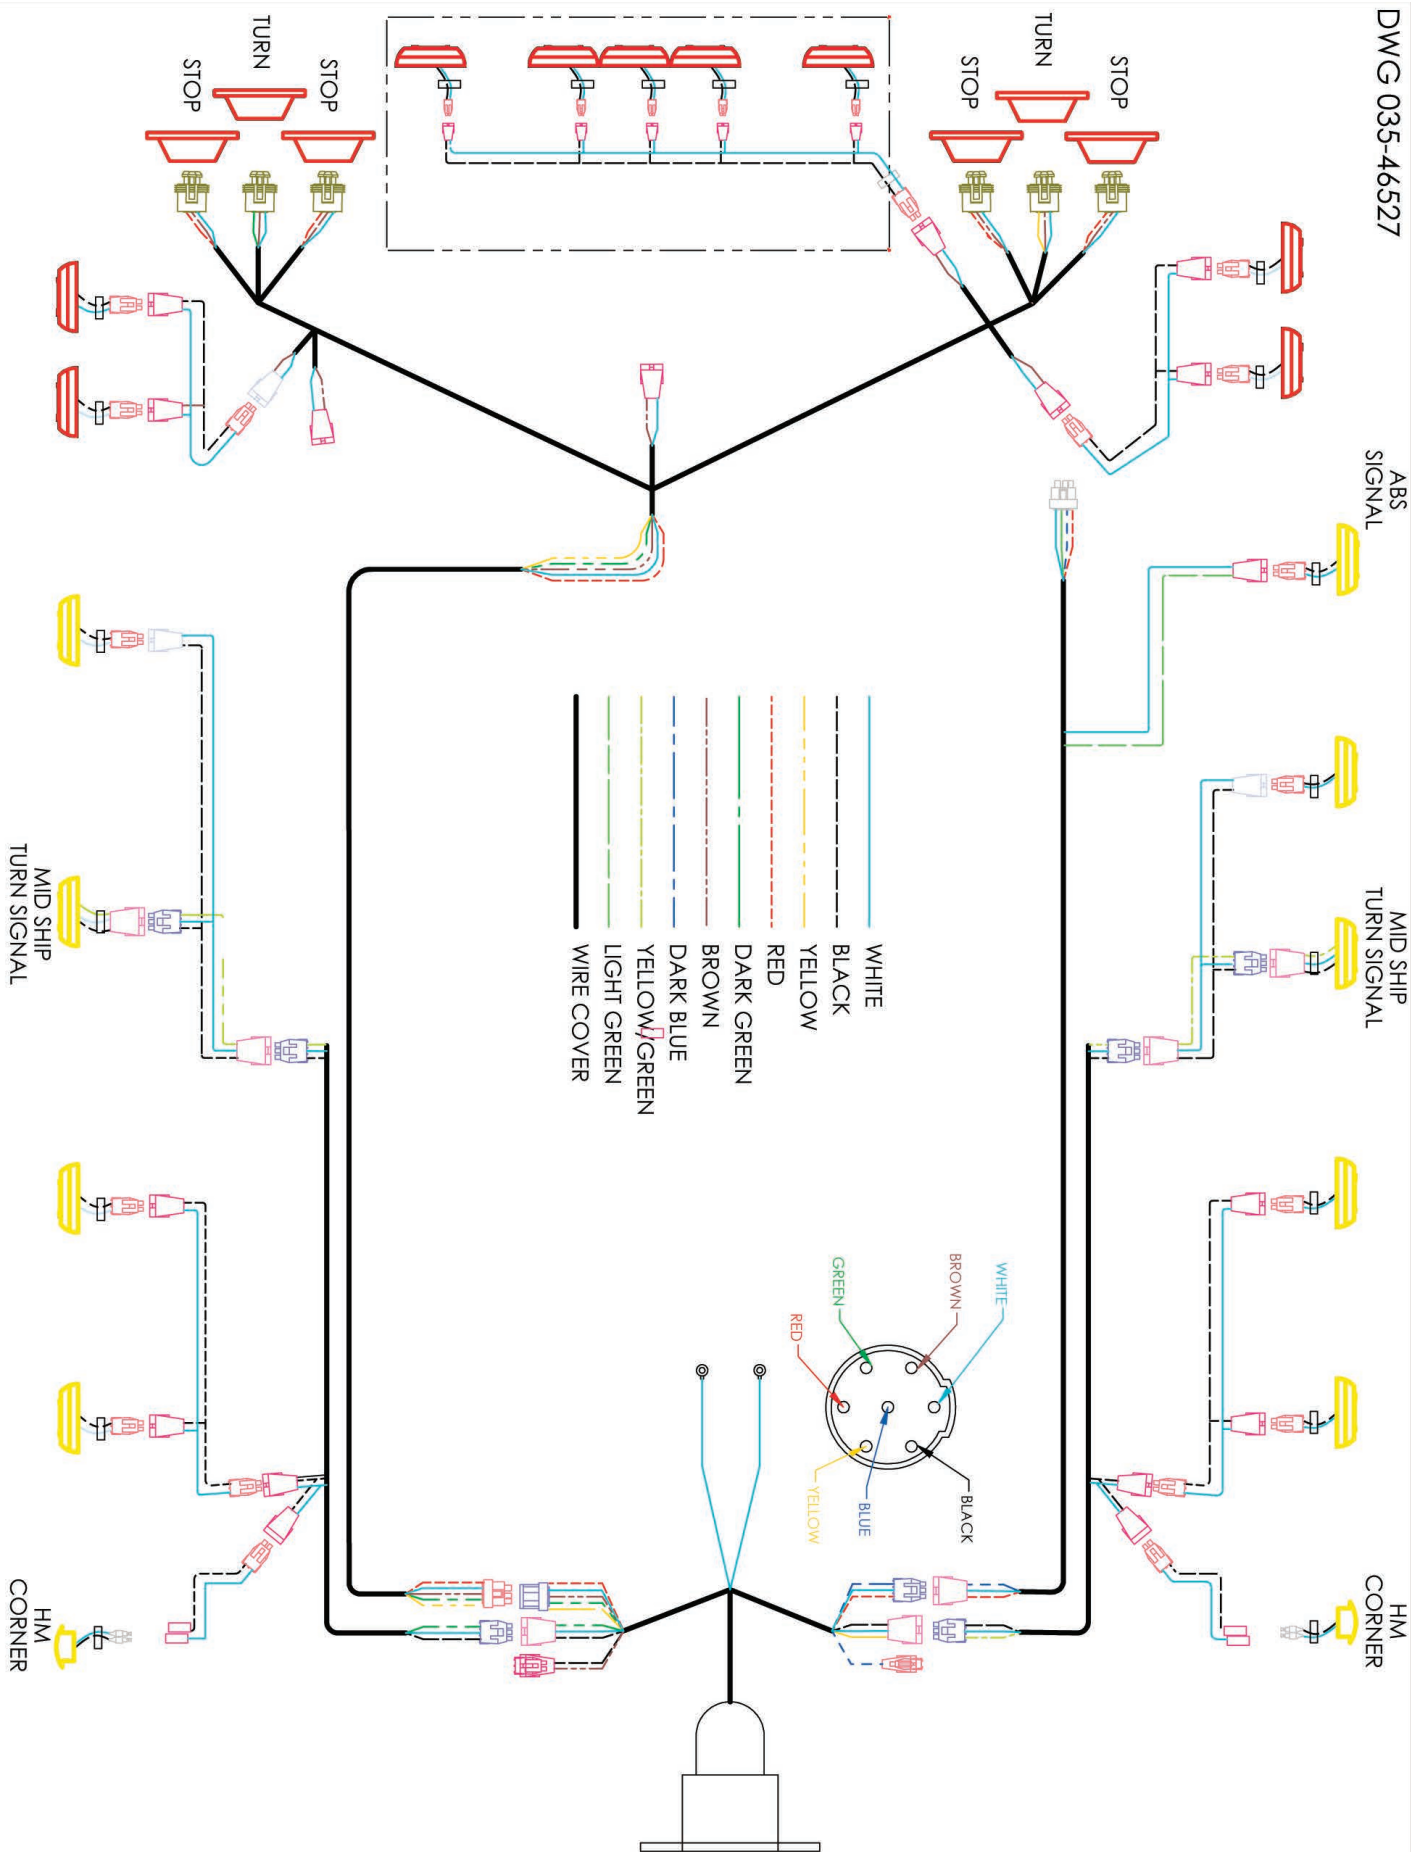 DWG 035-46527
TURN
STOP
STOP
TURN
STOP
STOP
ABS
SIGNAL
MID SHIP
TURN SIGNAL
HM
CORNER
WHITE
BLACK
YELLOW
RED
DARK GREEN
BROWN
DARK BLUE
YELLOW/GREEN
LIGHT GREEN
WIRE COVER
WHITE
BROWN
GREEN
RED
BLACK
BLUE
YELLOW
MID SHIP
TURN SIGNAL
HM
CORNER